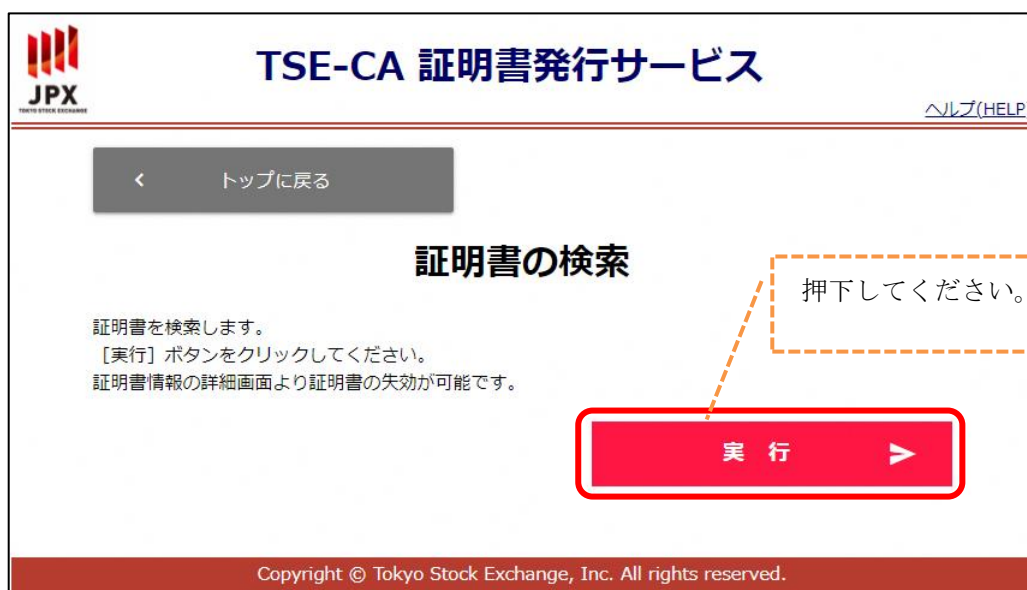 JPX
TOKYO STOCK EXCHANGE
TSE-CA 証明書発行サービス
ヘルプ(HELP
トップに戻る
証明書の検索
押下してください。
証明書を検索します。
［実行］ボタンをクリックしてください。
証明書情報の詳細画面より証明書の失効が可能です。
実 行
Copyright © Tokyo Stock Exchange, Inc. All rights reserved.